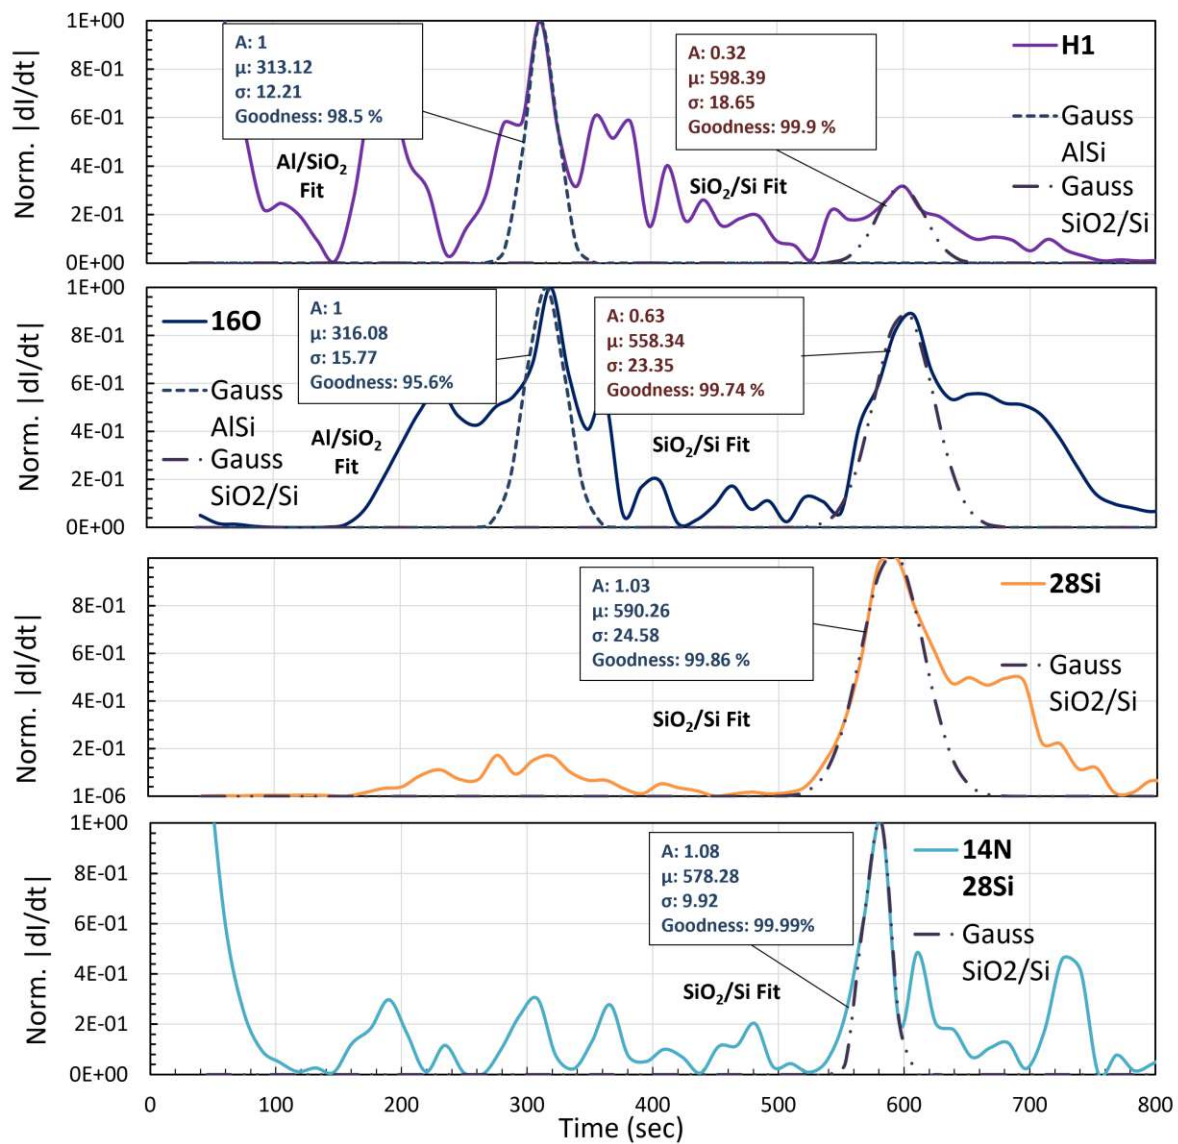 Norm. |dI/dt|
1E+00
8E-01
6E-01
4E-01
2E-01
0E+00
A: 1
μ: 313.12
σ: 12.21
Goodness: 98.5 %
Al/SiO₂
Fit
A: 0.32
μ: 598.39
σ: 18.65
Goodness: 99.9 %
SiO₂/Si Fit
H1
Gauss
AlSi
Gauss
SiO2/Si
Norm. |dI/dt|
1E+00
8E-01
6E-01
4E-01
2E-01
0E+00
16O
Gauss
AlSi
Gauss
SiO2/Si
A: 1
μ: 316.08
σ: 15.77
Goodness: 95.6%
Al/SiO₂
Fit
A: 0.63
μ: 558.34
σ: 23.35
Goodness: 99.74 %
SiO₂/Si Fit
Norm. |dI/dt|
8E-01
6E-01
4E-01
2E-01
1E-06
A: 1.03
μ: 590.26
σ: 24.58
Goodness: 99.86 %
SiO₂/Si Fit
28Si
Gauss
SiO2/Si
Norm. |dI/dt|
1E+00
8E-01
6E-01
4E-01
2E-01
0E+00
A: 1.08
μ: 578.28
σ: 9.92
Goodness: 99.99%
SiO₂/Si Fit
14N
28Si
Gauss
SiO2/Si
0 100 200 300 400 500 600 700 800
Time (sec)